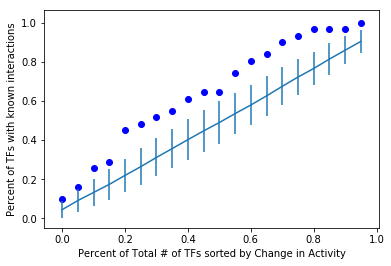 1.0
0.8
0.6
0.4
0.2
0.0
Percent of TFs with known interactions
0.0 0.2 0.4 0.6 0.8 1.0
Percent of Total # of TFs sorted by Change in Activity